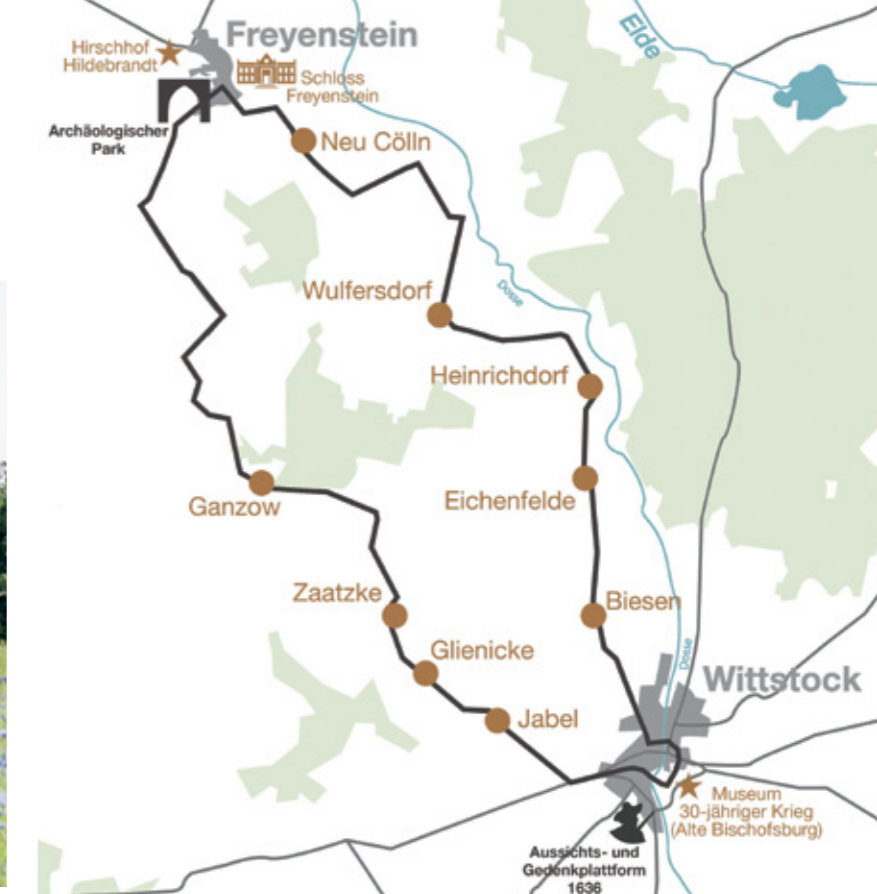 Freyenstein
Elde
Hirschhof
Hildebrandt
Schloss
Freyenstein
Archäologischer
Park
Neu Cölln
Wulfersdorf
Dosse
Heinrichdorf
Ganzow
Eichenfelde
Zaatzke
Biesen
Glienicke
Dosse
Wittstock
Jabel
Museum
30-jähriger Krieg
(Alte Bischofsburg)
Aussichts- und
Gedenkplattform
1636